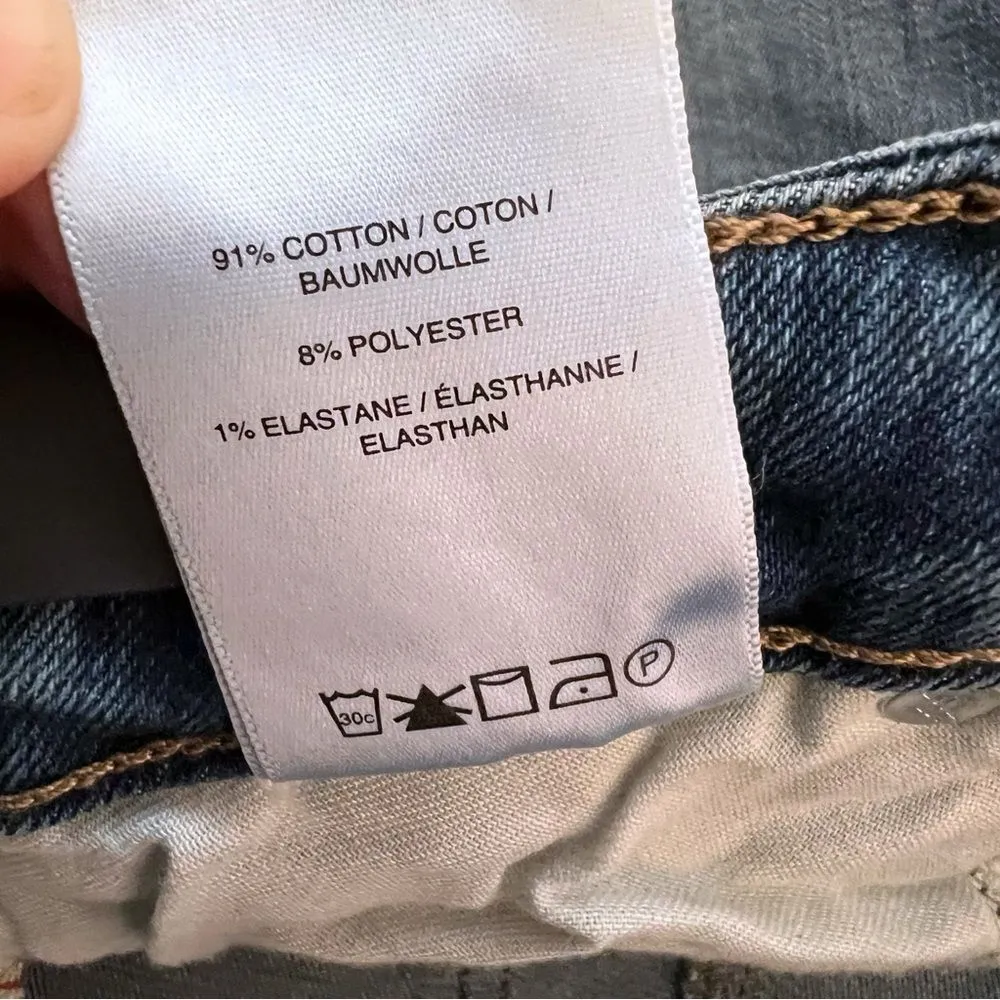 91% COTTON / COTON /
BAUMWOLLE
8% POLYESTER
1% ELASTANE / ÉLASTHANNE /
ELASTHAN
30c P